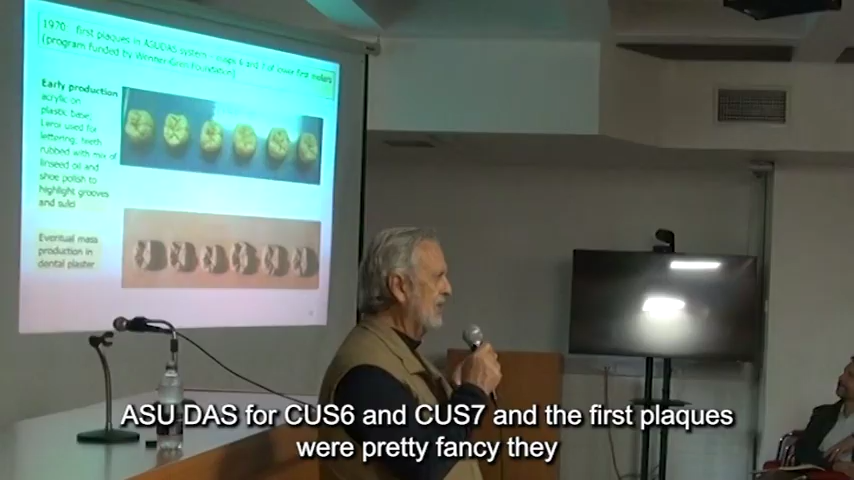 1970: first plaques in ASUDAS system – cusps 6 and 7 of lower first molars
(program funded by Wenner-Gren Foundation)
Early production
acrylic on
plastic base;
Leroi used for
lettering; teeth
rubbed with mix of
linseed oil and
shoe polish to
highlight grooves
and sulci
Eventual mass
production in
dental plaster
ASU DAS for CUS6 and CUS7 and the first plaques
were pretty fancy they